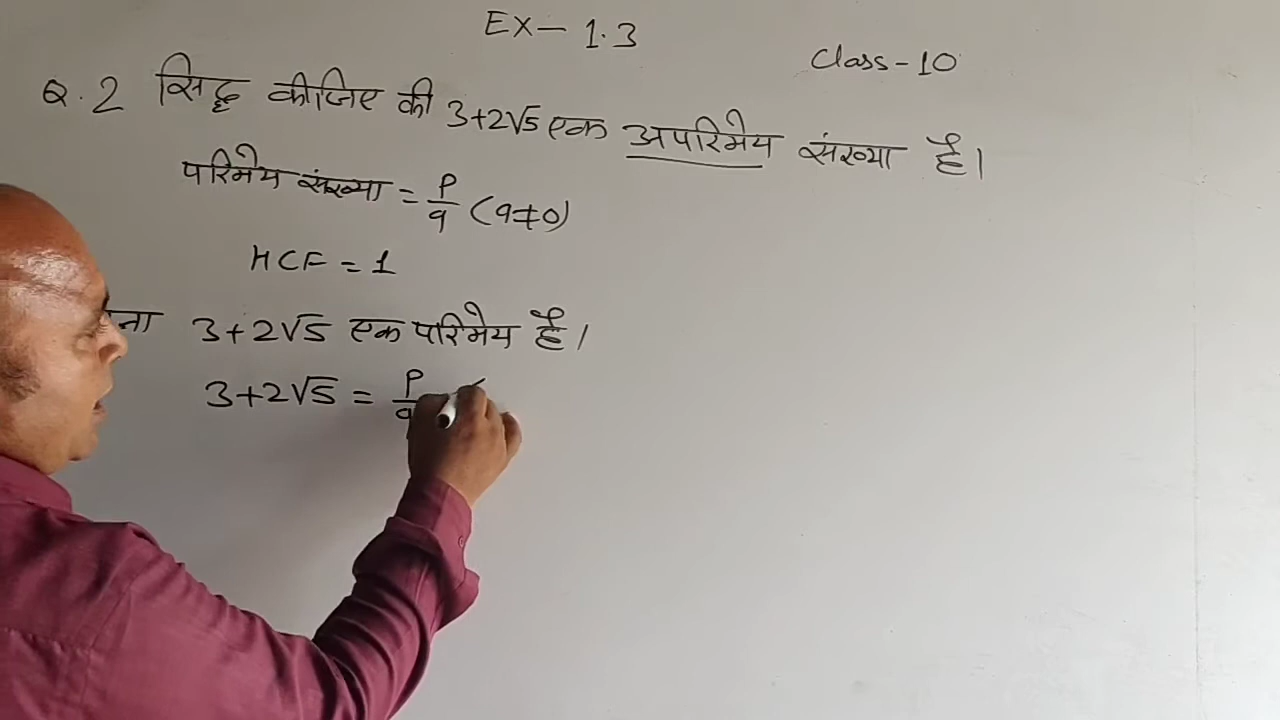 EX- 1.3
Class-10
Q.2 सिद्ध कीजिए की 3+2√5 एक अपरिमेय संख्या है।
परिमेय संख्या = p/q (q≠0)
HCF = 1
3+2√5 एक परिमेय है।
3+2√5 = p/q